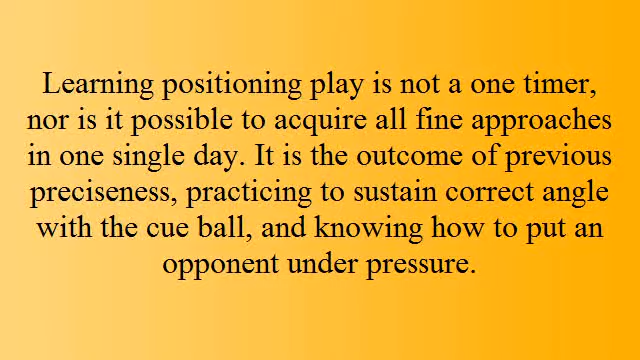 Learning positioning play is not a one timer,
nor is it possible to acquire all fine approaches
in one single day. It is the outcome of previous
preciseness, practicing to sustain correct angle
with the cue ball, and knowing how to put an
opponent under pressure.